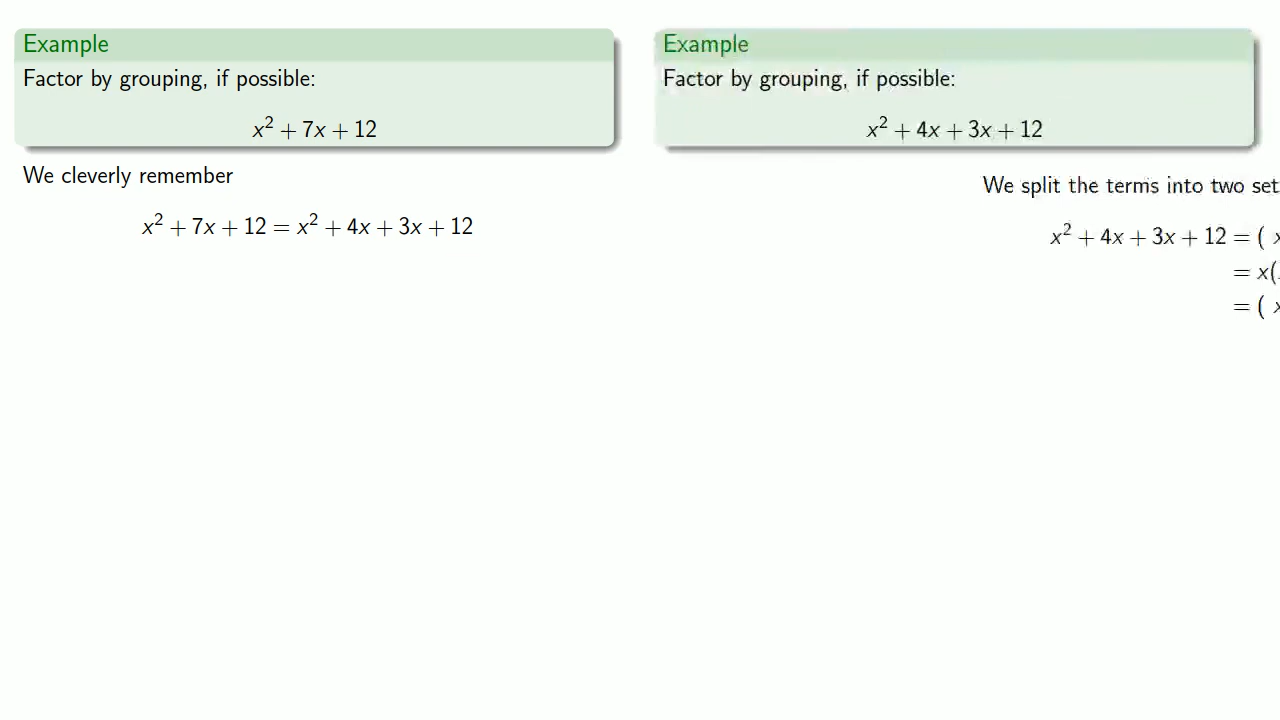 Example
Factor by grouping, if possible:
x² + 7x + 12
We cleverly remember
x² + 7x + 12 = x² + 4x + 3x + 12
Example
Factor by grouping, if possible:
x² + 4x + 3x + 12
We split the terms into two
x² + 4x + 3x + 12 = (
= x(
= (